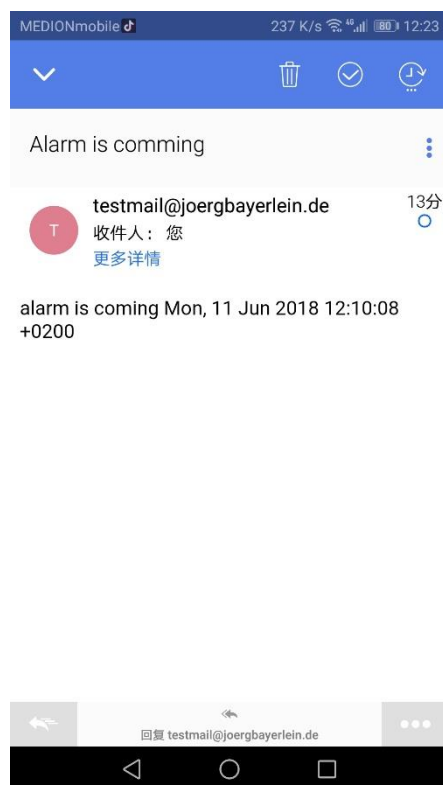 MEDIONmobile 237 K/s 4G 80 12:23
Alarm is comming
T
testmail@joergbayerlein.de 13分
收件人： 您
更多详情
alarm is coming Mon, 11 Jun 2018 12:10:08
+0200
回复 testmail@joergbayerlein.de